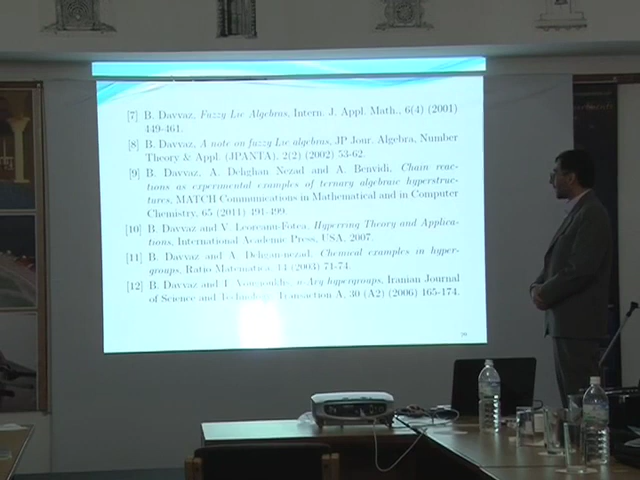 [7] B. Davvaz, Fuzzy Lie Algebras, Intern. J. Appl. Math., 6(4) (2001)
449-461.
[8] B. Davvaz, A note on fuzzy Lie algebras, JP Jour. Algebra, Number
Theory & Appl. (JPANTA), 2(2) (2002) 53-62.
[9] B. Davvaz, A. Dehghan Nezad and A. Benvidi, Chain reac-
tions as experimental examples of ternary algebraic hyperstruc-
tures, MATCH Communications in Mathematical and in Computer
Chemistry, 65 (2011) 491-499.
[10] B. Davvaz and V. Leoreanu-Fotea, Hyperring Theory and Applica-
tions, International Academic Press, USA, 2007.
[11] B. Davvaz and A. Dehgan-nezad, Chemical examples in hyper-
groups, Ratio Matematica, 14 (2003) 71-74.
[12] B. Davvaz and T. Vougiouklis, n-Ary hypergroups, Iranian Journal
of Science and Technology, Transaction A, 30 (A2) (2006) 165-174.